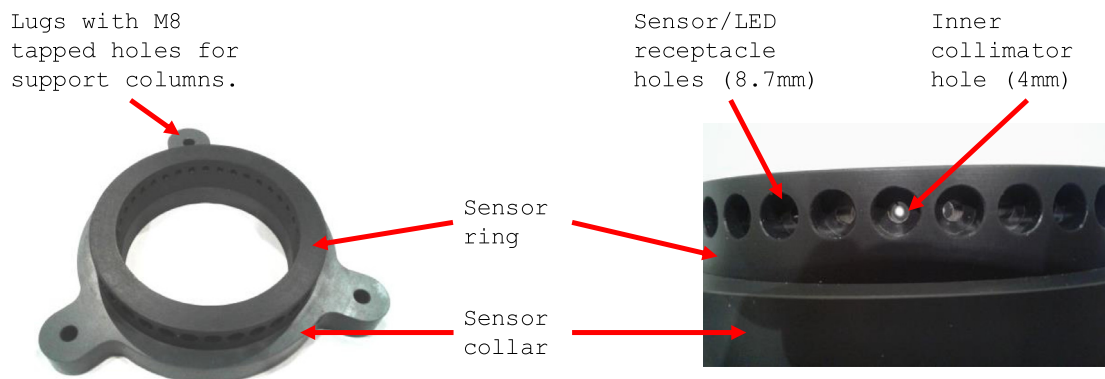 Lugs with M8
tapped holes for
support columns.
Sensor/LED
receptacle
holes (8.7mm)
Inner
collimator
hole (4mm)
Sensor
ring
Sensor
collar